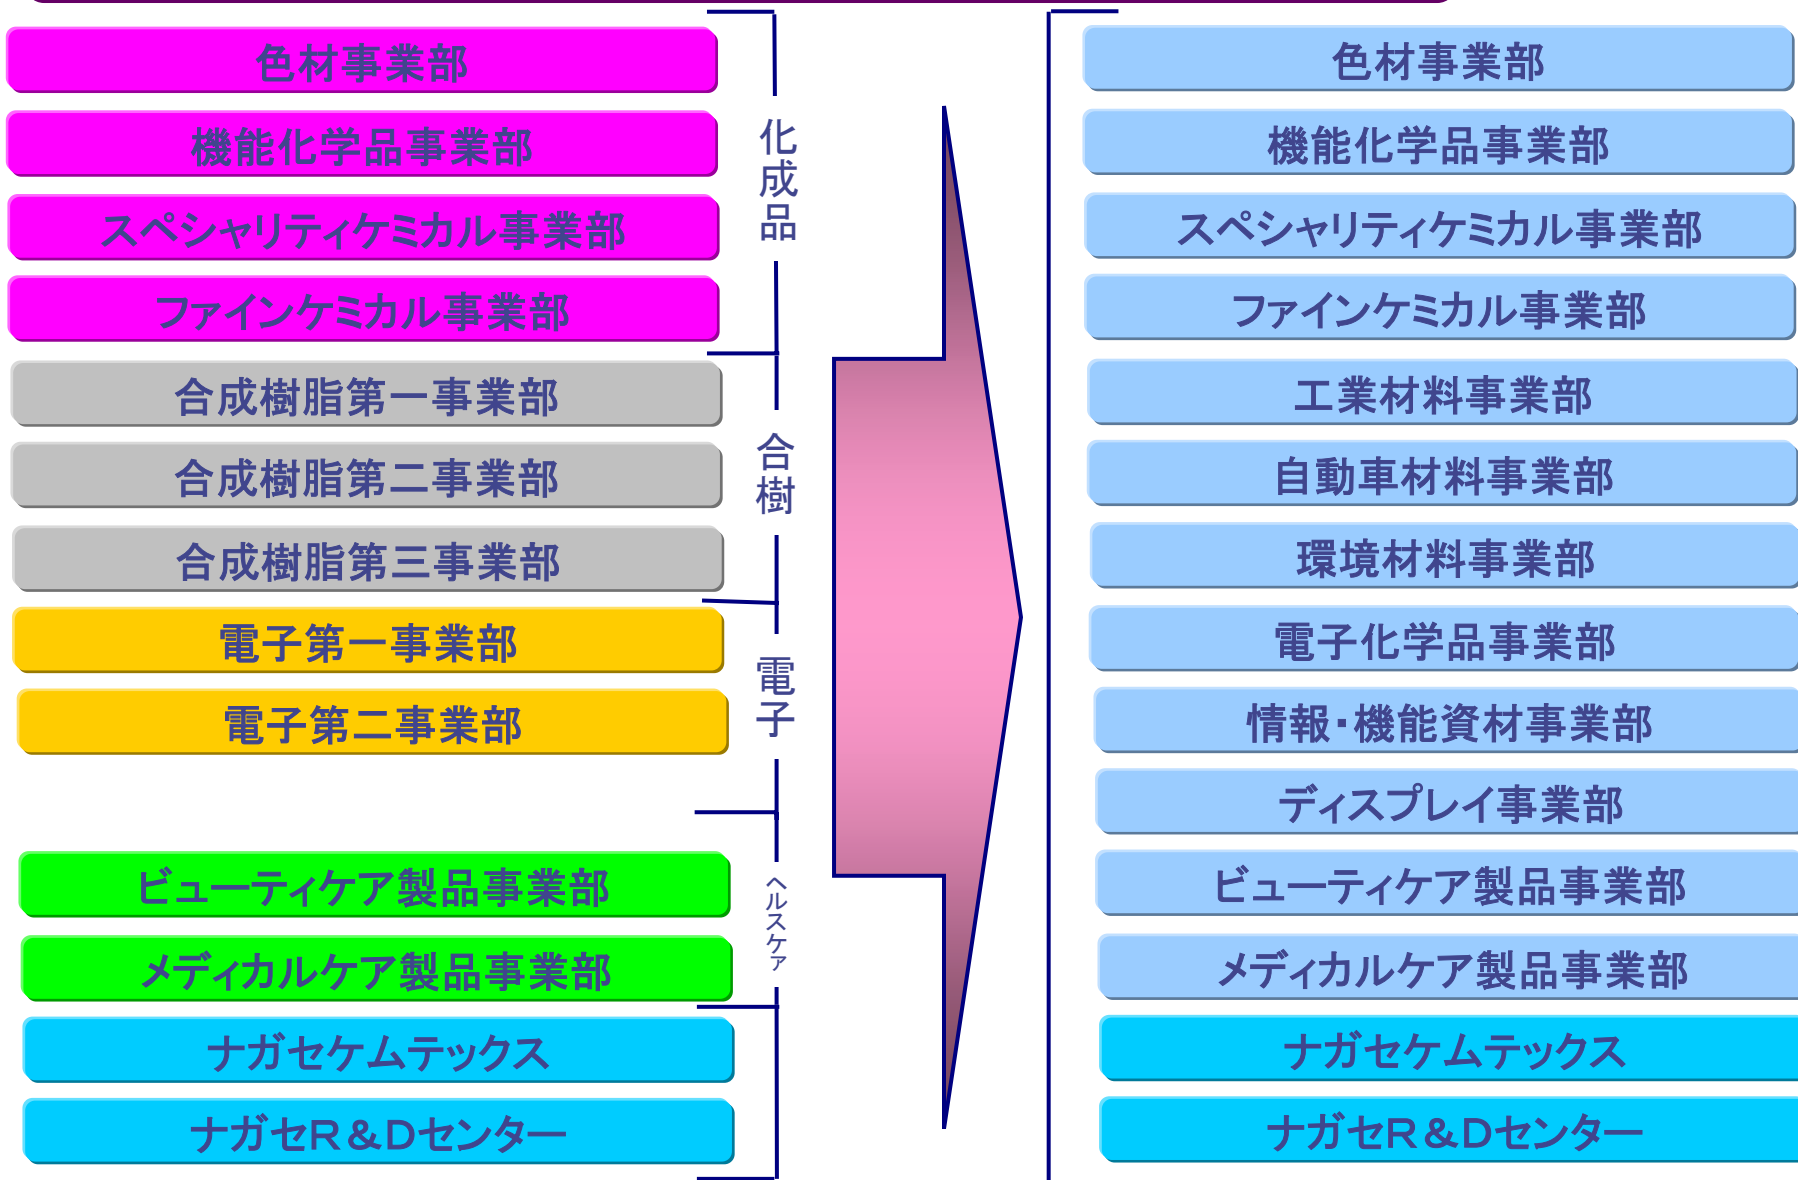 色材事業部
機能化学品事業部
スペシャリティケミカル事業部
ファインケミカル事業部
合成樹脂第一事業部
合成樹脂第二事業部
合成樹脂第三事業部
電子第一事業部
電子第二事業部
ビューティケア製品事業部
メディカルケア製品事業部
ナガセケムテックス
ナガセR&Dセンター
化成品
合樹
電子
ヘルスケア
色材事業部
機能化学品事業部
スペシャリティケミカル事業部
ファインケミカル事業部
工業材料事業部
自動車材料事業部
環境材料事業部
電子化学品事業部
情報・機能資材事業部
ディスプレイ事業部
ビューティケア製品事業部
メディカルケア製品事業部
ナガセケムテックス
ナガセR&Dセンター